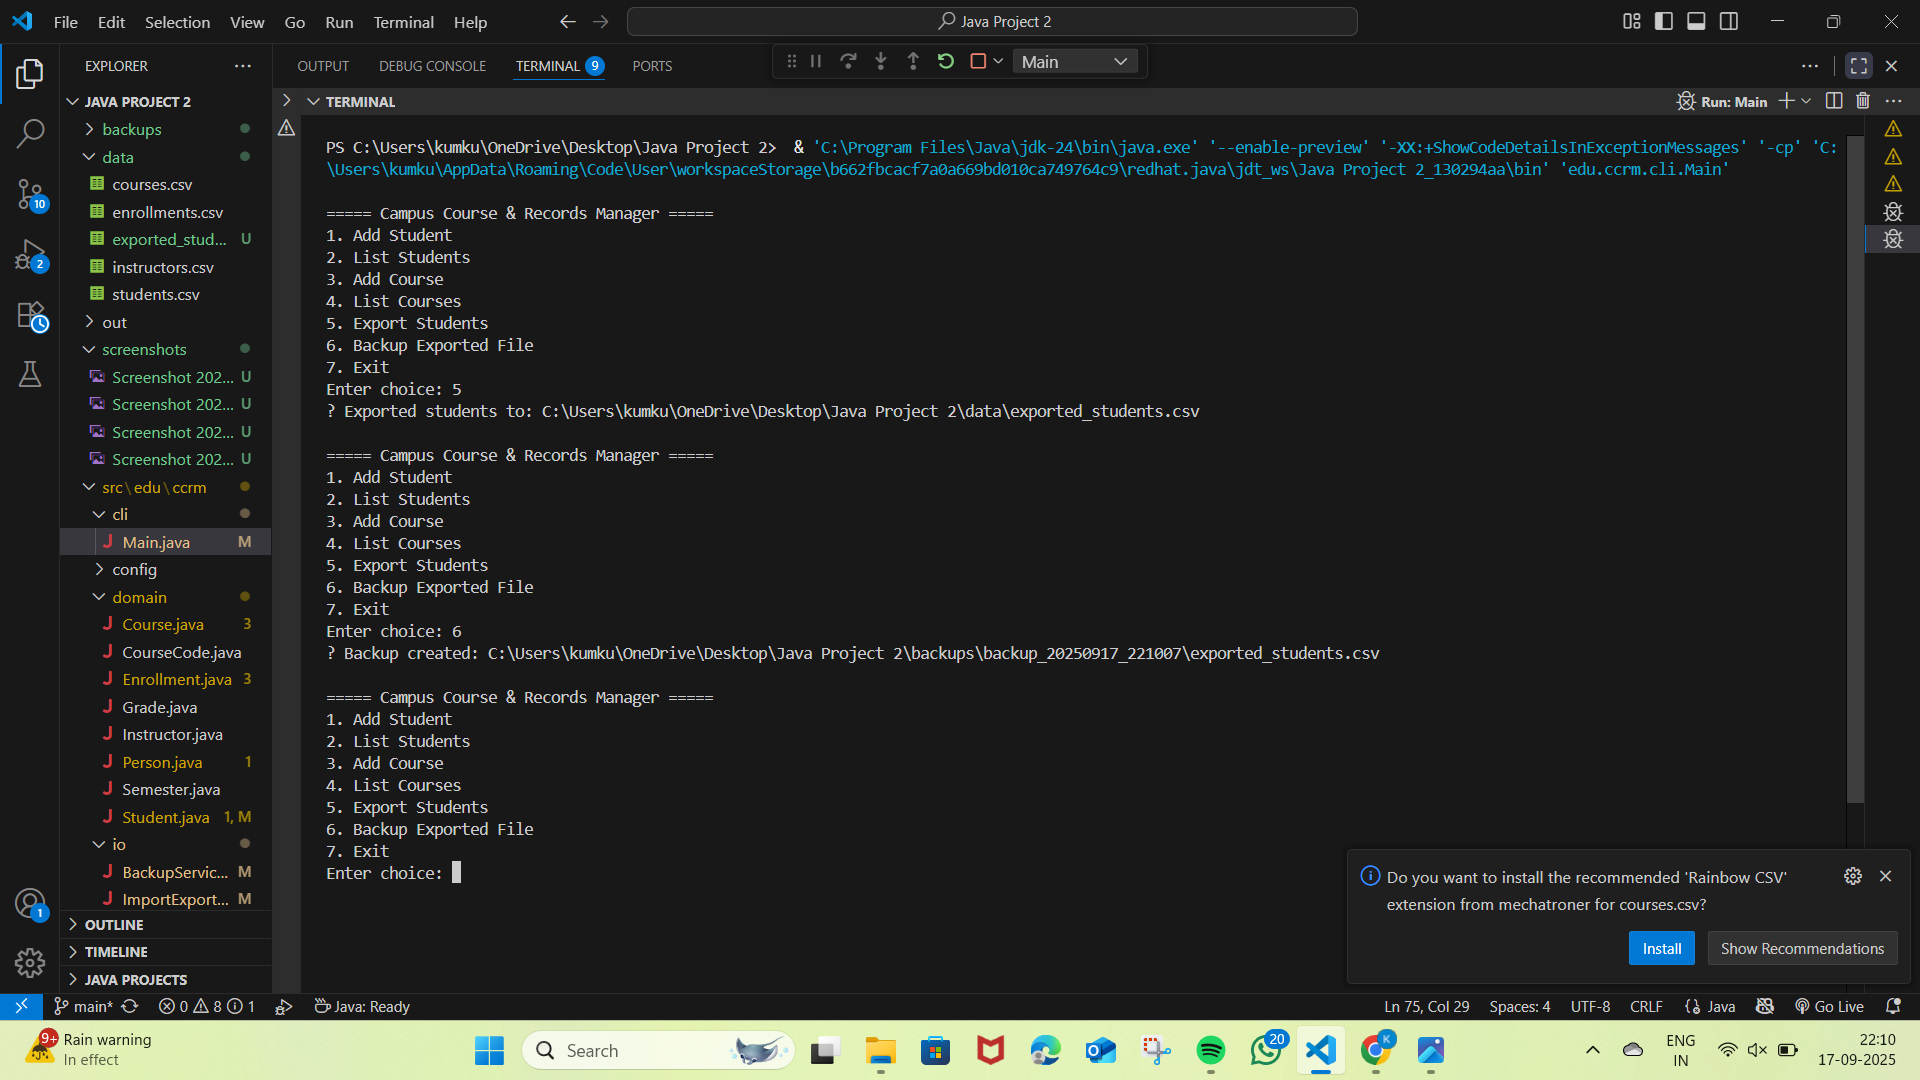 File Edit Selection View Go Run Terminal Help
Java Project 2
EXPLORER
OUTPUT DEBUG CONSOLE TERMINAL 9 PORTS
Main
JAVA PROJECT 2
backups
data
courses.csv
enrollments.csv
exported_stud... U
instructors.csv
students.csv
out
screenshots
Screenshot 202... U
Screenshot 202... U
Screenshot 202... U
Screenshot 202... U
src\edu\ccrm
cli
Main.java M
config
domain
Course.java 3
CourseCode.java
Enrollment.java 3
Grade.java
Instructor.java
Person.java 1
Semester.java
Student.java 1, M
io
BackupServic... M
ImportExport... M
OUTLINE
TIMELINE
JAVA PROJECTS
10
2
1
TERMINAL
Run: Main
PS C:\Users\kumku\OneDrive\Desktop\Java Project 2> & 'C:\Program Files\Java\jdk-24\bin\java.exe' '--enable-preview' '-XX:+ShowCodeDetailsInExceptionMessages' '-cp' 'C:
\Users\kumku\AppData\Roaming\Code\User\workspaceStorage\b662fbcacf7a0a669bd010ca749764c9\redhat.java\jdt_ws\Java Project 2_130294aa\bin' 'edu.ccrm.cli.Main'
===== Campus Course & Records Manager =====
1. Add Student
2. List Students
3. Add Course
4. List Courses
5. Export Students
6. Backup Exported File
7. Exit
Enter choice: 5
? Exported students to: C:\Users\kumku\OneDrive\Desktop\Java Project 2\data\exported_students.csv
===== Campus Course & Records Manager =====
1. Add Student
2. List Students
3. Add Course
4. List Courses
5. Export Students
6. Backup Exported File
7. Exit
Enter choice: 6
? Backup created: C:\Users\kumku\OneDrive\Desktop\Java Project 2\backups\backup_20250917_221007\exported_students.csv
===== Campus Course & Records Manager =====
1. Add Student
2. List Students
3. Add Course
4. List Courses
5. Export Students
6. Backup Exported File
7. Exit
Enter choice:
Do you want to install the recommended 'Rainbow CSV'
extension from mechatroner for courses.csv?
Install Show Recommendations
main* 0 8 1 Java: Ready
Ln 75, Col 29 Spaces: 4 UTF-8 CRLF {} Java Go Live
9+ Rain warning
In effect
Search
20
K
ENG
IN
22:10
17-09-2025